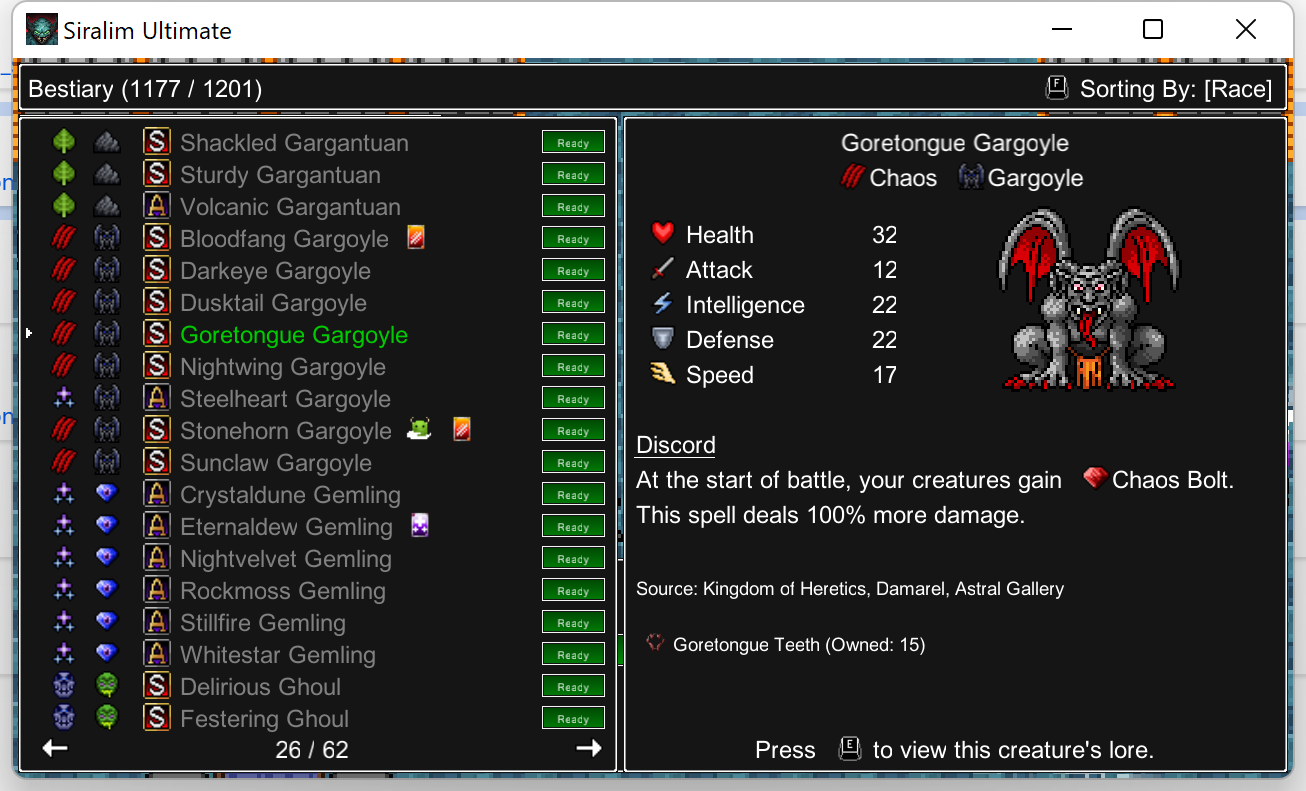 Siralim Ultimate
Bestiary (1177 / 1201)
F Sorting By: [Race]
S Shackled Gargantuan Ready
S Sturdy Gargantuan Ready
A Volcanic Gargantuan Ready
S Bloodfang Gargoyle Ready
S Darkeye Gargoyle Ready
S Dusktail Gargoyle Ready
S Goretongue Gargoyle Ready
S Nightwing Gargoyle Ready
A Steelheart Gargoyle Ready
S Stonehorn Gargoyle Ready
S Sunclaw Gargoyle Ready
A Crystaldune Gemling Ready
A Eternaldew Gemling Ready
A Nightvelvet Gemling Ready
A Rockmoss Gemling Ready
A Stillfire Gemling Ready
A Whitestar Gemling Ready
S Delirious Ghoul Ready
S Festering Ghoul Ready
26 / 62
Goretongue Gargoyle
Chaos Gargoyle
Health 32
Attack 12
Intelligence 22
Defense 22
Speed 17
Discord
At the start of battle, your creatures gain Chaos Bolt.
This spell deals 100% more damage.
Source: Kingdom of Heretics, Damarel, Astral Gallery
Goretongue Teeth (Owned: 15)
Press E to view this creature's lore.